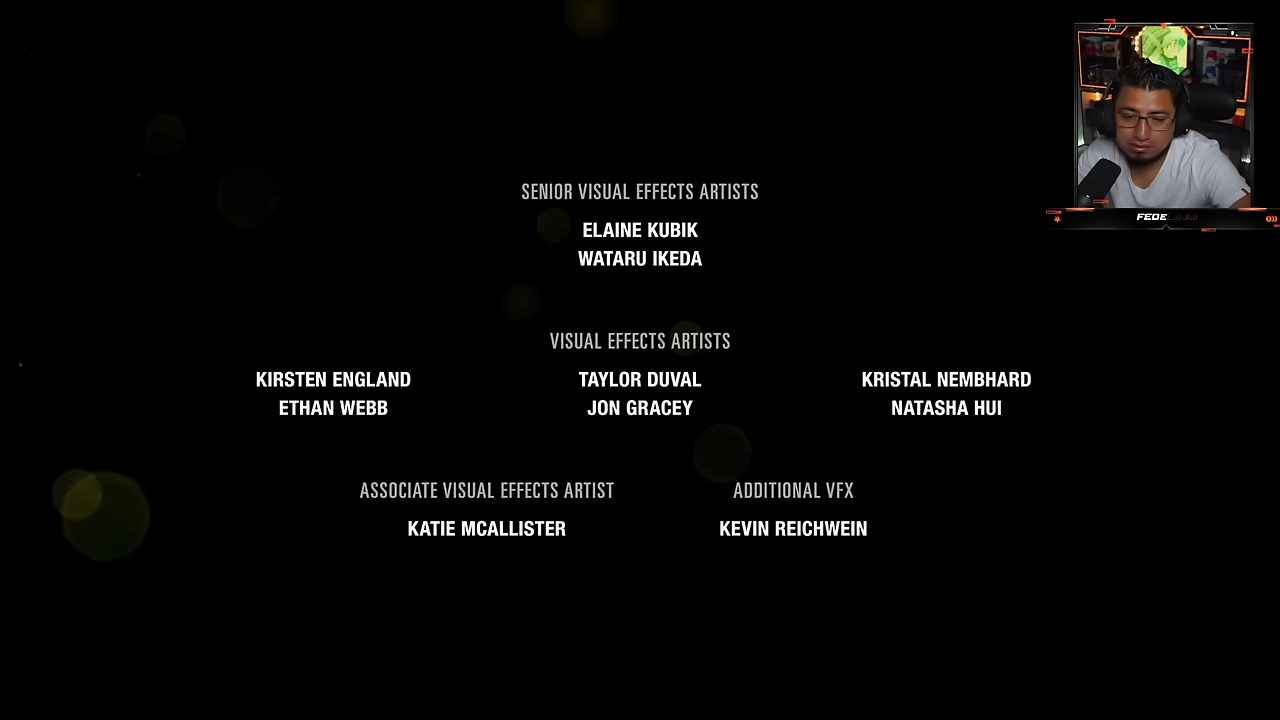 SENIOR VISUAL EFFECTS ARTISTS
ELAINE KUBIK
WATARU IKEDA
VISUAL EFFECTS ARTISTS
KIRSTEN ENGLAND TAYLOR DUVAL KRISTAL NEMBHARD
ETHAN WEBB JON GRACEY NATASHA HUI
ASSOCIATE VISUAL EFFECTS ARTIST ADDITIONAL VFX
KATIE MCALLISTER KEVIN REICHWEIN